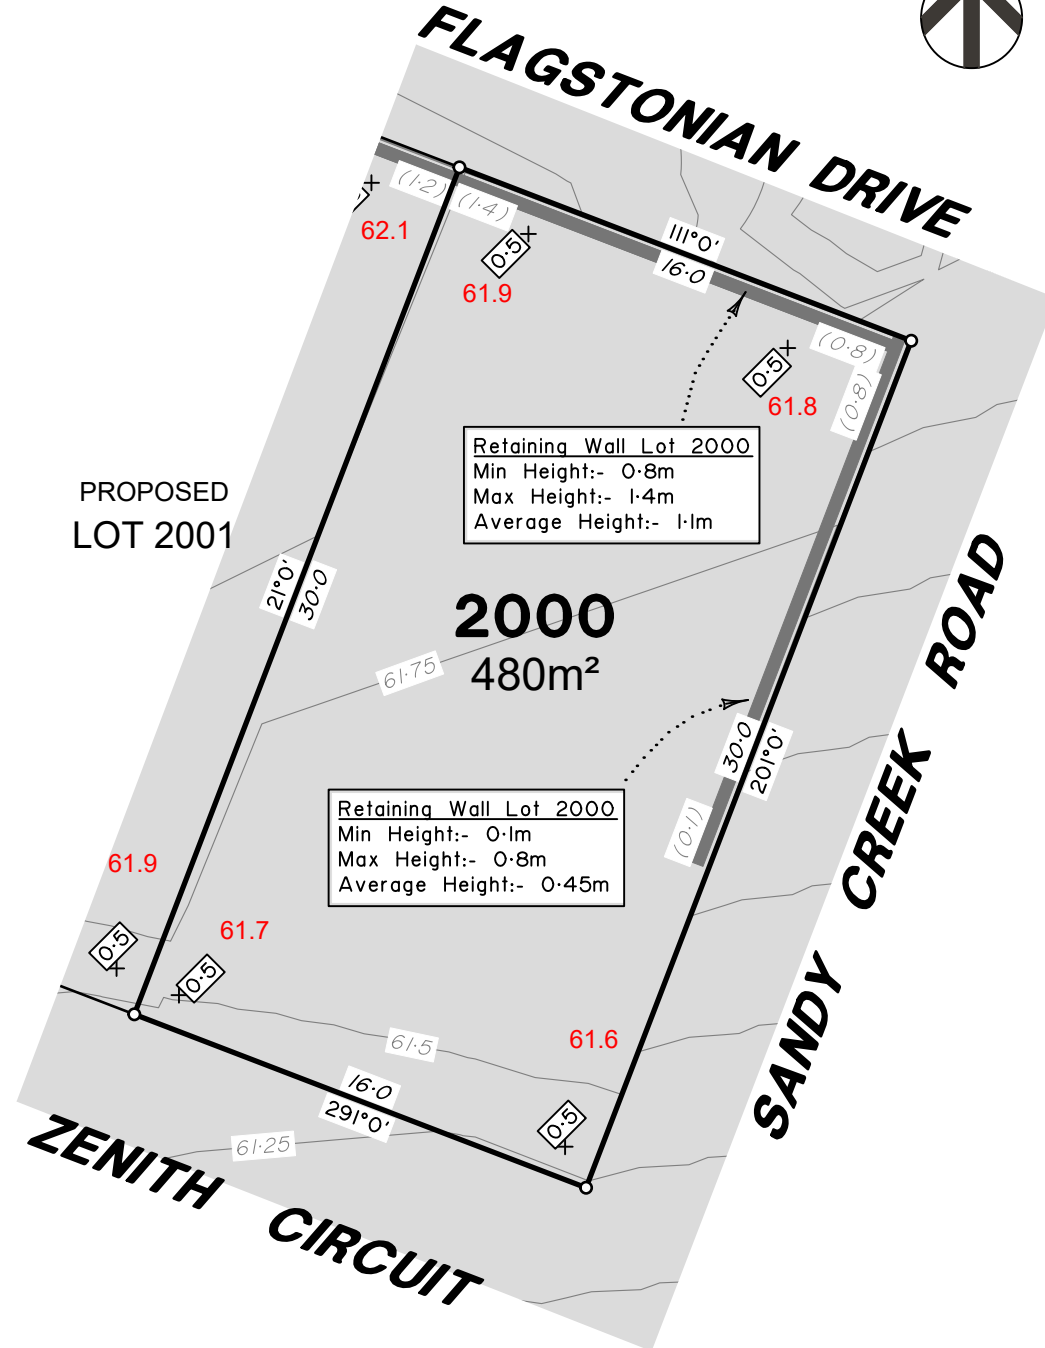 FLAGSTONIAN DRIVE
(1·2)
(1·4)
62.1
0·5
61.9
111°0'
16·0
(0·8)
0·5
61.8
(0·8)
Retaining Wall Lot 2000
Min Height:- 0·8m
Max Height:- 1·4m
Average Height:- 1·1m
PROPOSED
LOT 2001
21°0'
30·0
2000
480m²
61·75
SANDY CREEK ROAD
30·0
201°0'
(0·1)
Retaining Wall Lot 2000
Min Height:- 0·1m
Max Height:- 0·8m
Average Height:- 0·45m
61.9
0·5
61.7
0·5
61·5
61.6
0·5
16·0
291°0'
61·25
ZENITH CIRCUIT